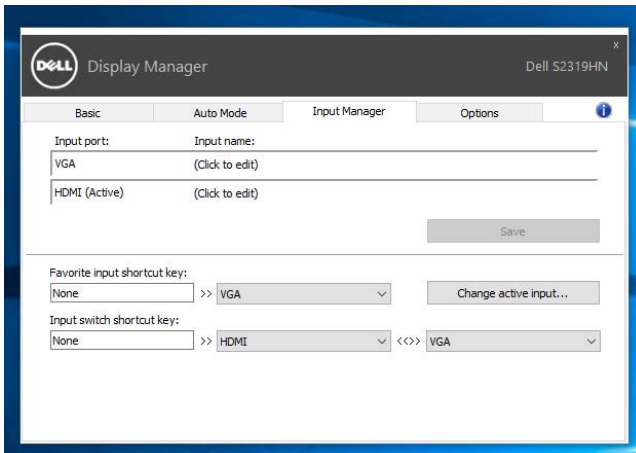 DELL Display Manager Dell S2319HN
x
Basic Auto Mode Input Manager Options i
Input port: Input name:
VGA (Click to edit)
HDMI (Active) (Click to edit)
Save
Favorite input shortcut key:
None >> VGA Change active input...
Input switch shortcut key:
None >> HDMI <<>> VGA